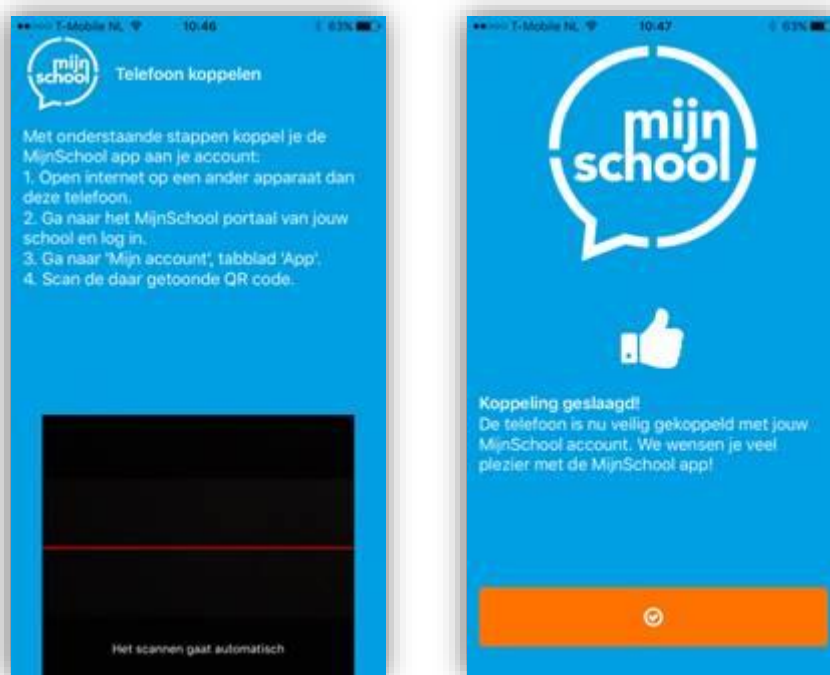 T-Mobile NL
10:46
63%
mijn
school
Telefoon koppelen
Met onderstaande stappen koppel je de
MijnSchool app aan je account:
1. Open internet op een ander apparaat dan
deze telefoon.
2. Ga naar het MijnSchool portaal van jouw
school en log in.
3. Ga naar 'Mijn account', tabblad 'App'.
4. Scan de daar getoonde QR code.
Het scannen gaat automatisch
T-Mobile NL
10:47
63%
mijn
school
Koppeling geslaagd!
De telefoon is nu veilig gekoppeld met jouw
MijnSchool account. We wensen je veel
plezier met de MijnSchool app!